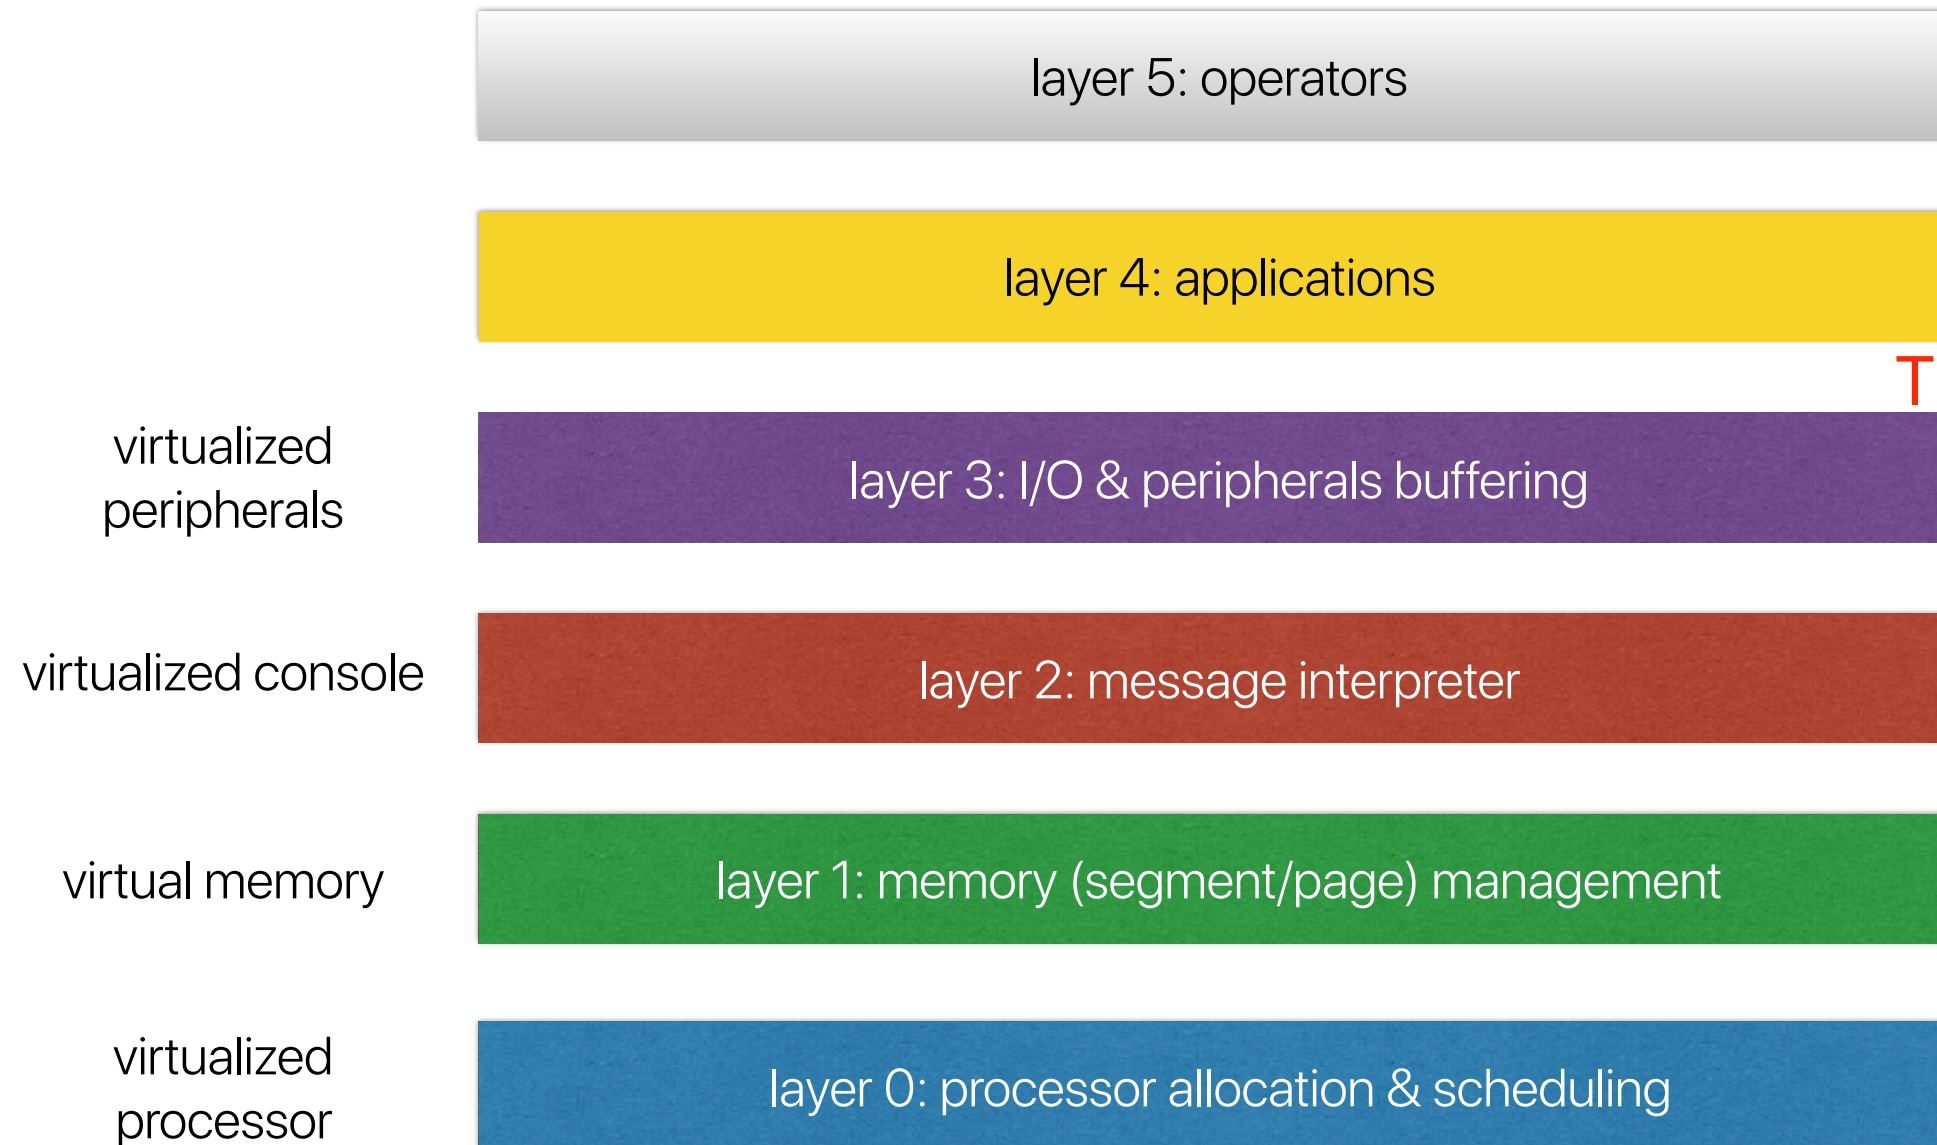 layer 5: operators
layer 4: applications
T
virtualized
peripherals
layer 3: I/O & peripherals buffering
virtualized console
layer 2: message interpreter
virtual memory
layer 1: memory (segment/page) management
virtualized
processor
layer 0: processor allocation & scheduling